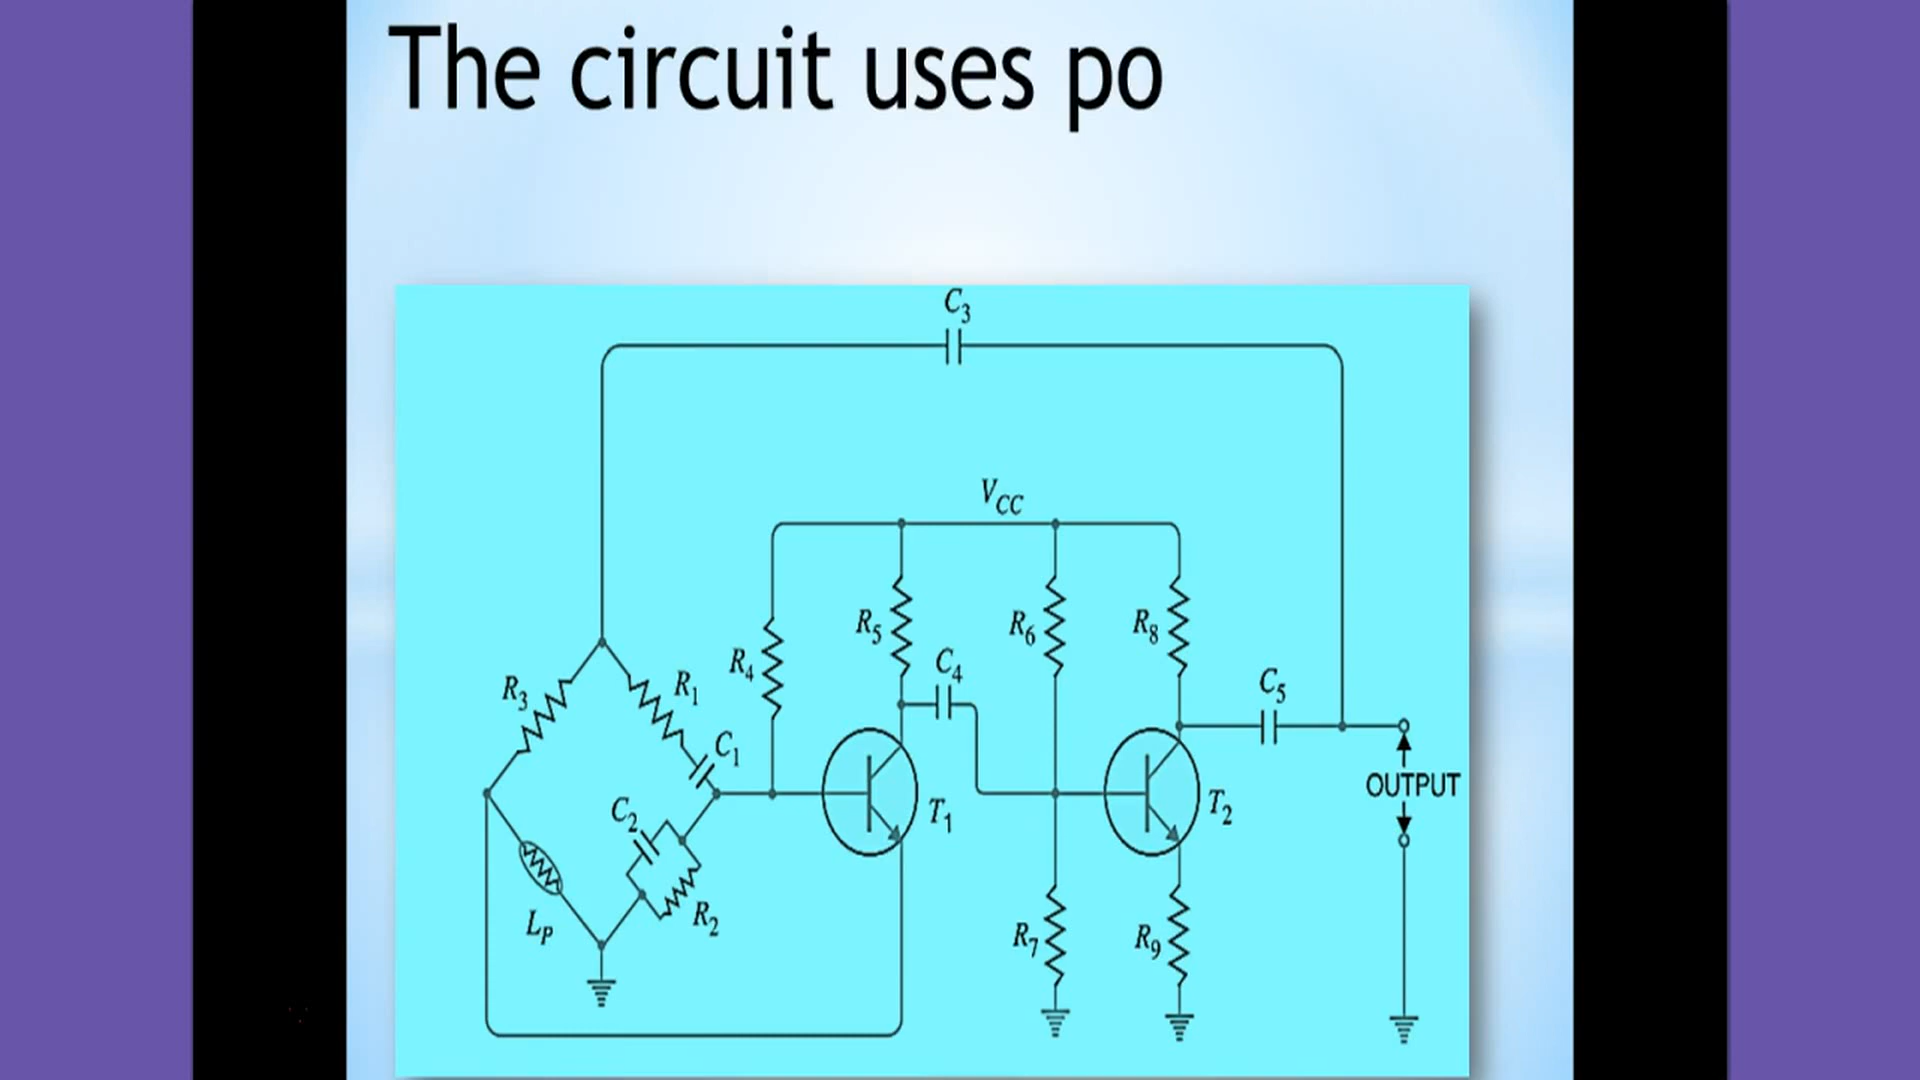 The circuit uses po
C3
VCC
R5
R6
R8
R4
C4
R3
R1
C5
C1
OUTPUT
C2
T1
T2
LP
R2
R7
R9